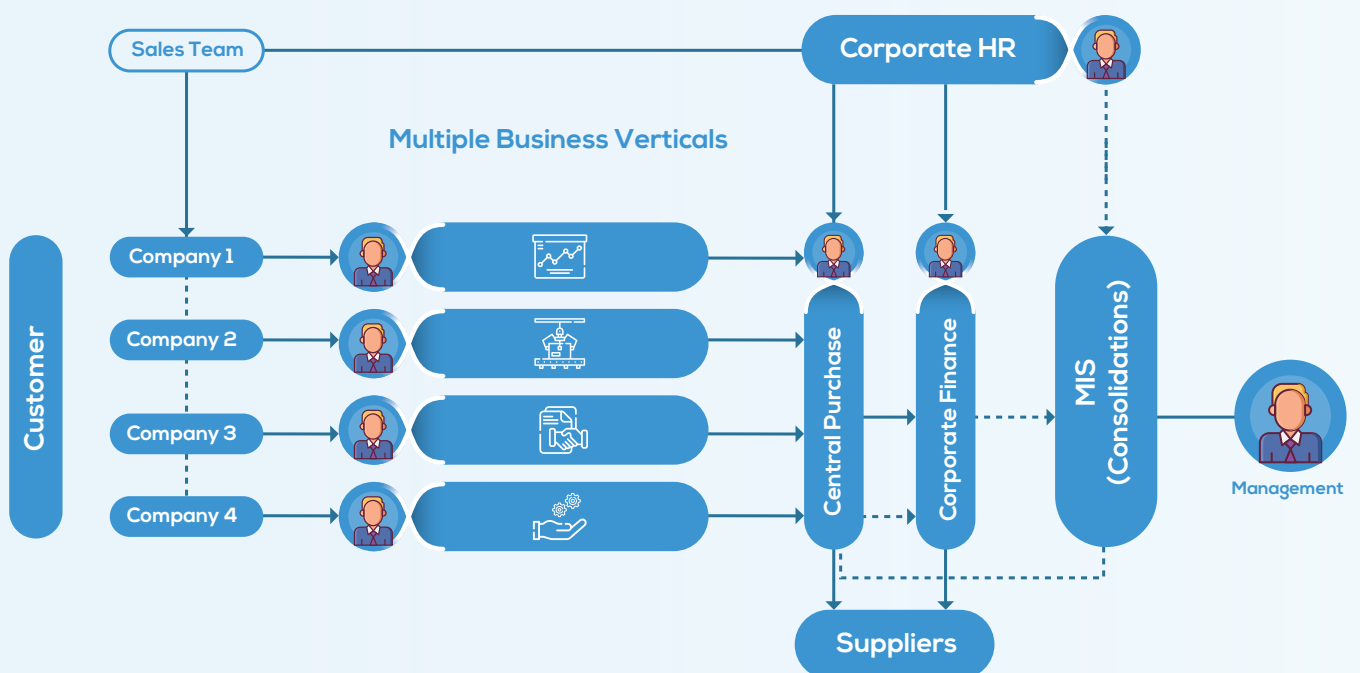 Sales Team
Corporate HR
Multiple Business Verticals
Customer
Company 1
Company 2
Company 3
Company 4
Central Purchase
Corporate Finance
MIS
(Consolidations)
Management
Suppliers